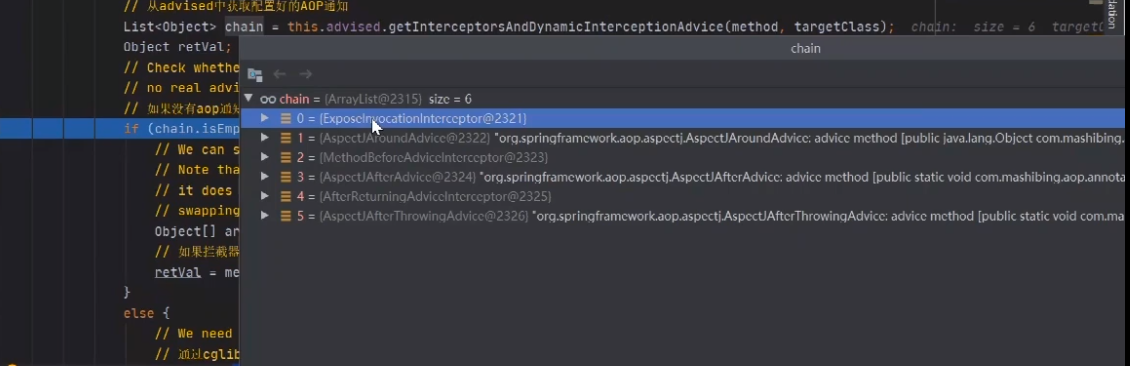 // 从advised中获取配置好的AOP通知
List<Object> chain = this.advised.getInterceptorsAndDynamicInterceptionAdvice(method, targetClass); chain: size = 6 target
Object retVal;
chain
// Check whethe
// no real advi
// 如果没有aop通知
chain = {ArrayList@2315} size = 6
if (chain.isEmp
0 = {ExposeInvocationInterceptor@2321}
// We can s
1 = {AspectJAroundAdvice@2322} "org.springframework.aop.aspectj.AspectJAroundAdvice: advice method [public java.lang.Object com.mashibing.
// Note tha
2 = {MethodBeforeAdviceInterceptor@2323}
// it does
3 = {AspectJAfterAdvice@2324} "org.springframework.aop.aspectj.AspectJAfterAdvice: advice method [public static void com.mashibing.aop.annota
// swapping
4 = {AfterReturningAdviceInterceptor@2325}
Object[] ar
5 = {AspectJAfterThrowingAdvice@2326} "org.springframework.aop.aspectj.AspectJAfterThrowingAdvice: advice method [public static void com.ma
// 如果拦截器
retVal = me
}
else {
// We need
// 通过cglib
dation